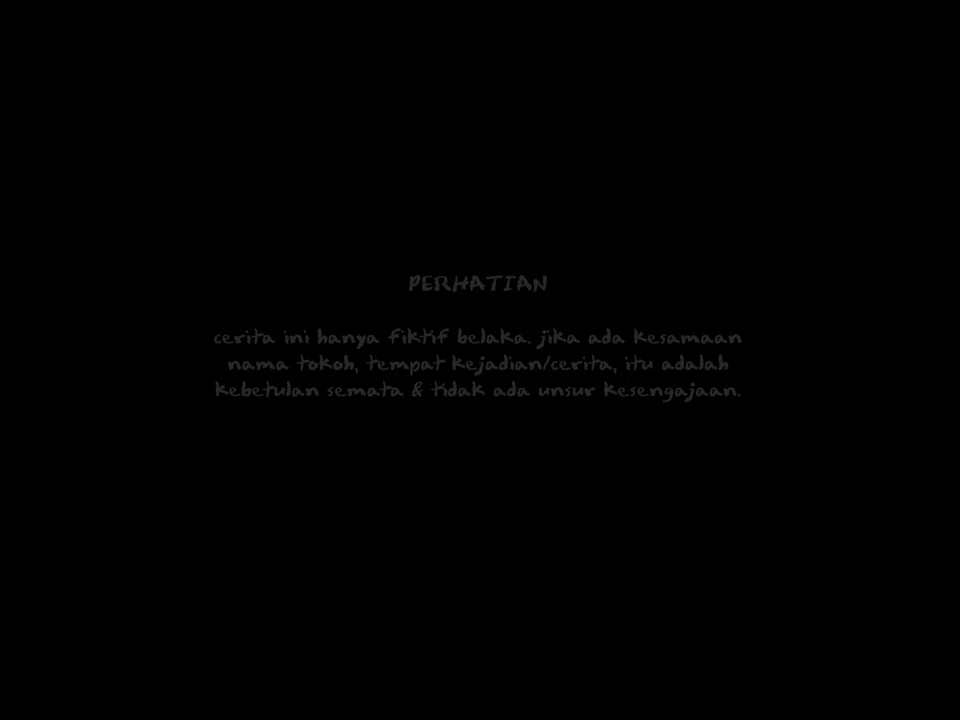 PERHATIAN
cerita ini hanya fiktif belaka. jika ada kesamaan
nama tokoh, tempat kejadian/cerita, itu adalah
kebetulan semata & tidak ada unsur kesengajaan.